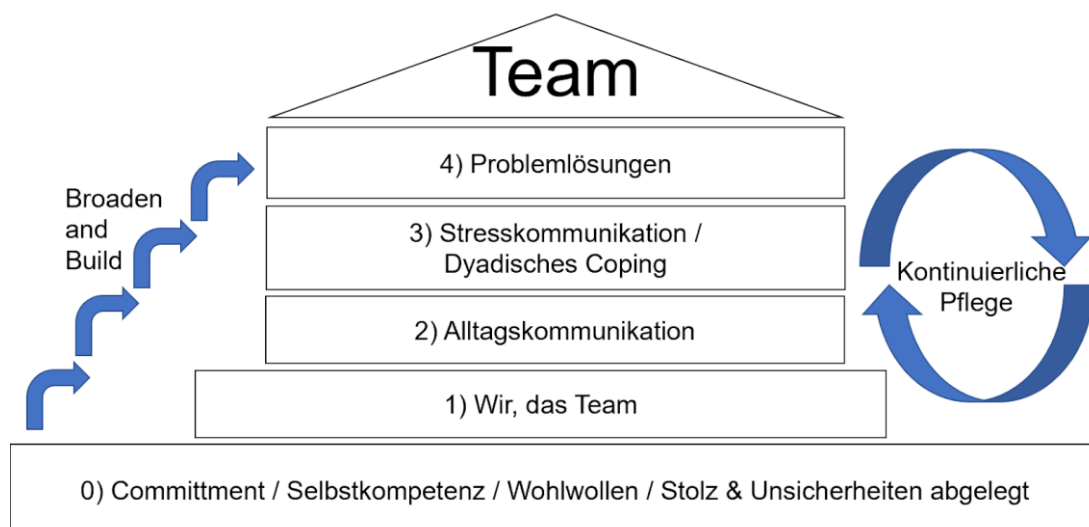 Team
4) Problemlösungen
Broaden
and
Build
3) Stresskommunikation /
Dyadisches Coping
Kontinuierliche
Pflege
2) Alltagskommunikation
1) Wir, das Team
0) Committment / Selbstkompetenz / Wohlwollen / Stolz & Unsicherheiten abgelegt